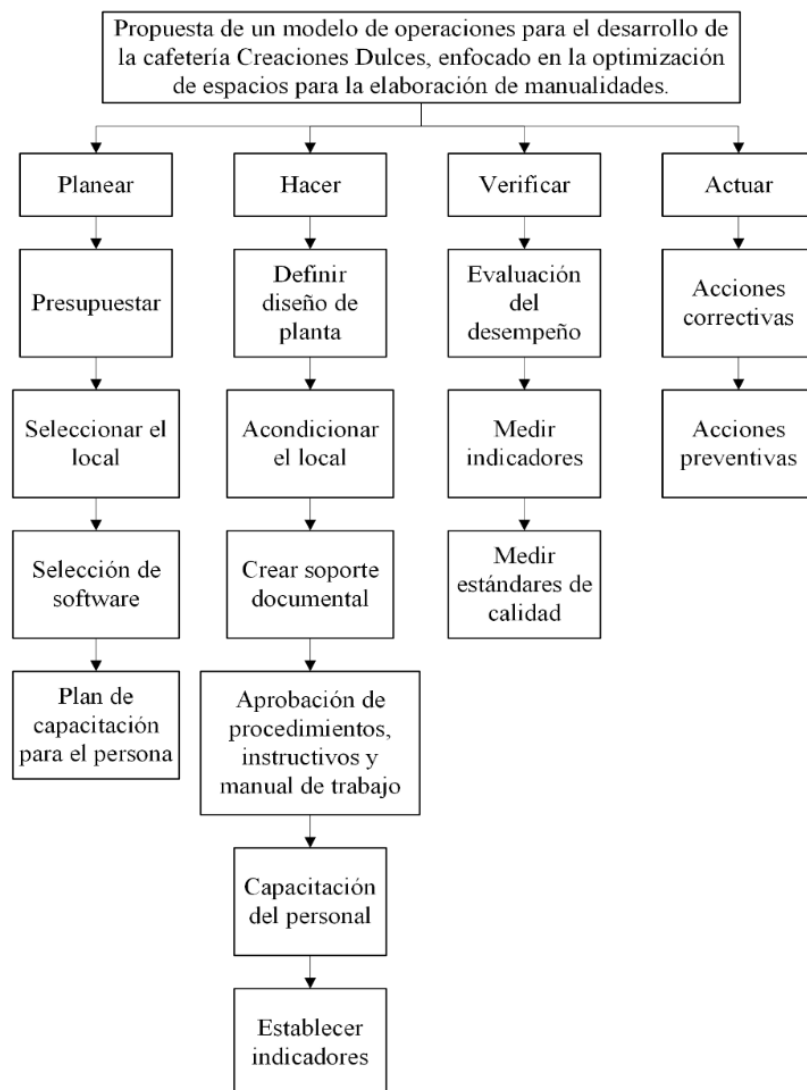 Propuesta de un modelo de operaciones para el desarrollo de
la cafetería Creaciones Dulces, enfocado en la optimización
de espacios para la elaboración de manualidades.
Planear
Hacer
Verificar
Actuar
Presupuestar
Definir
diseño de
planta
Evaluación
del
desempeño
Acciones
correctivas
Seleccionar el
local
Acondicionar
el local
Medir
indicadores
Acciones
preventivas
Selección de
software
Crear soporte
documental
Medir
estándares de
calidad
Plan de
capacitación
para el persona
Aprobación de
procedimientos,
instructivos y
manual de trabajo
Capacitación
del personal
Establecer
indicadores